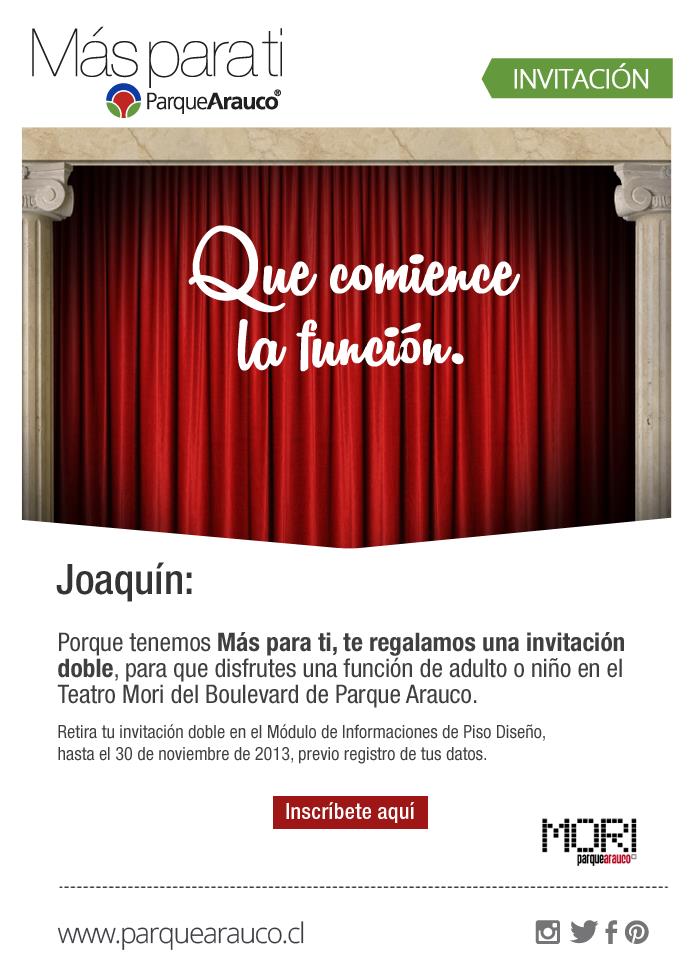 Más para ti
ParqueArauco®
INVITACIÓN
Que comience
la función.
Joaquín:
Porque tenemos Más para ti, te regalamos una invitación
doble, para que disfrutes una función de adulto o niño en el
Teatro Mori del Boulevard de Parque Arauco.
Retira tu invitación doble en el Módulo de Informaciones de Piso Diseño,
hasta el 30 de noviembre de 2013, previo registro de tus datos.
Inscríbete aquí
MORI
parquearauco
www.parquearauco.cl